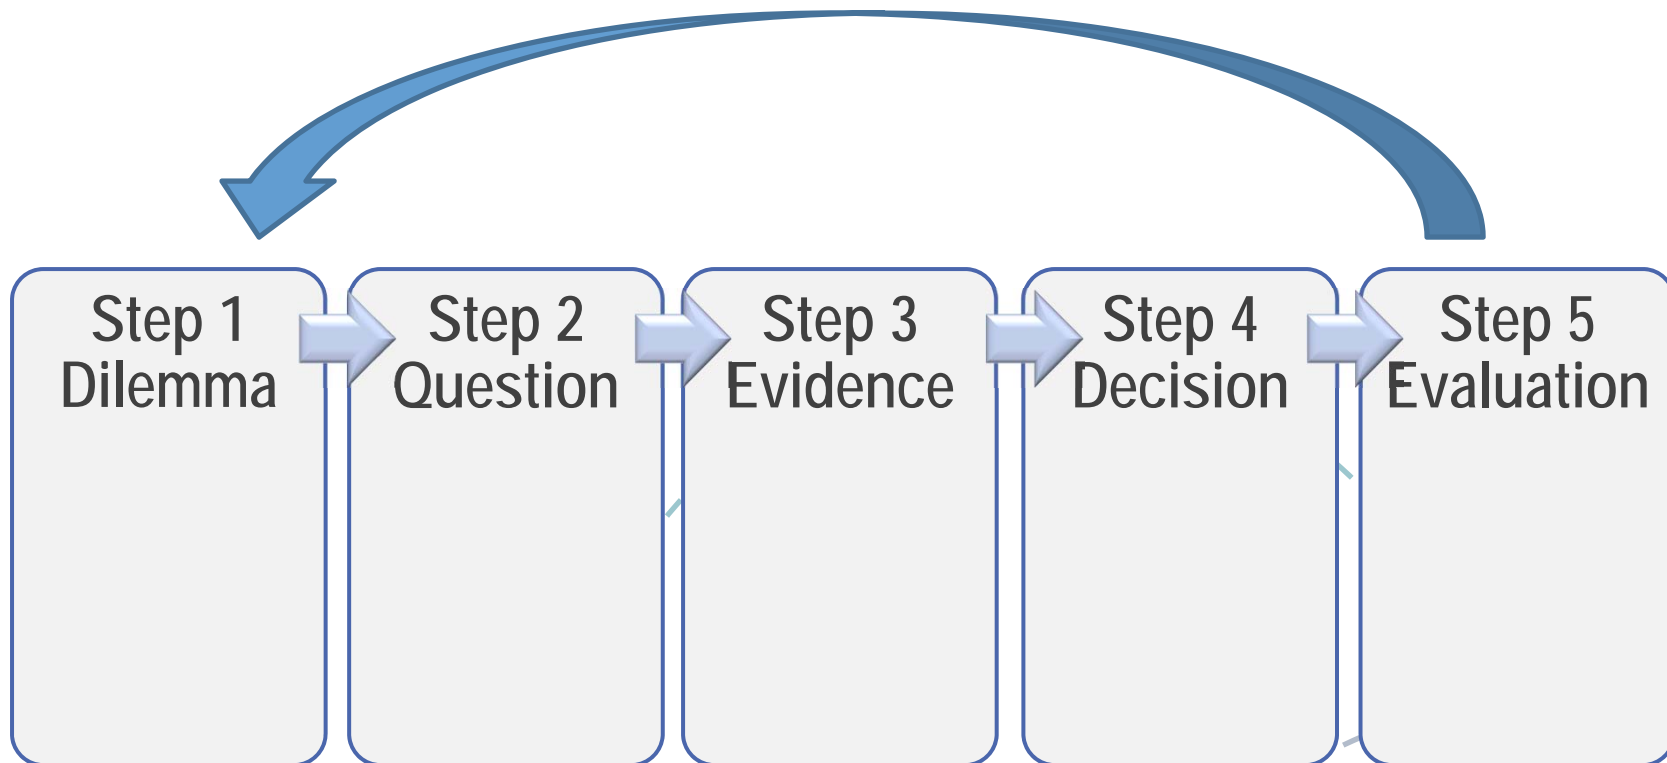 Step 1
Dilemma
Step 2
Question
Step 3
Evidence
Step 4
Decision
Step 5
Evaluation